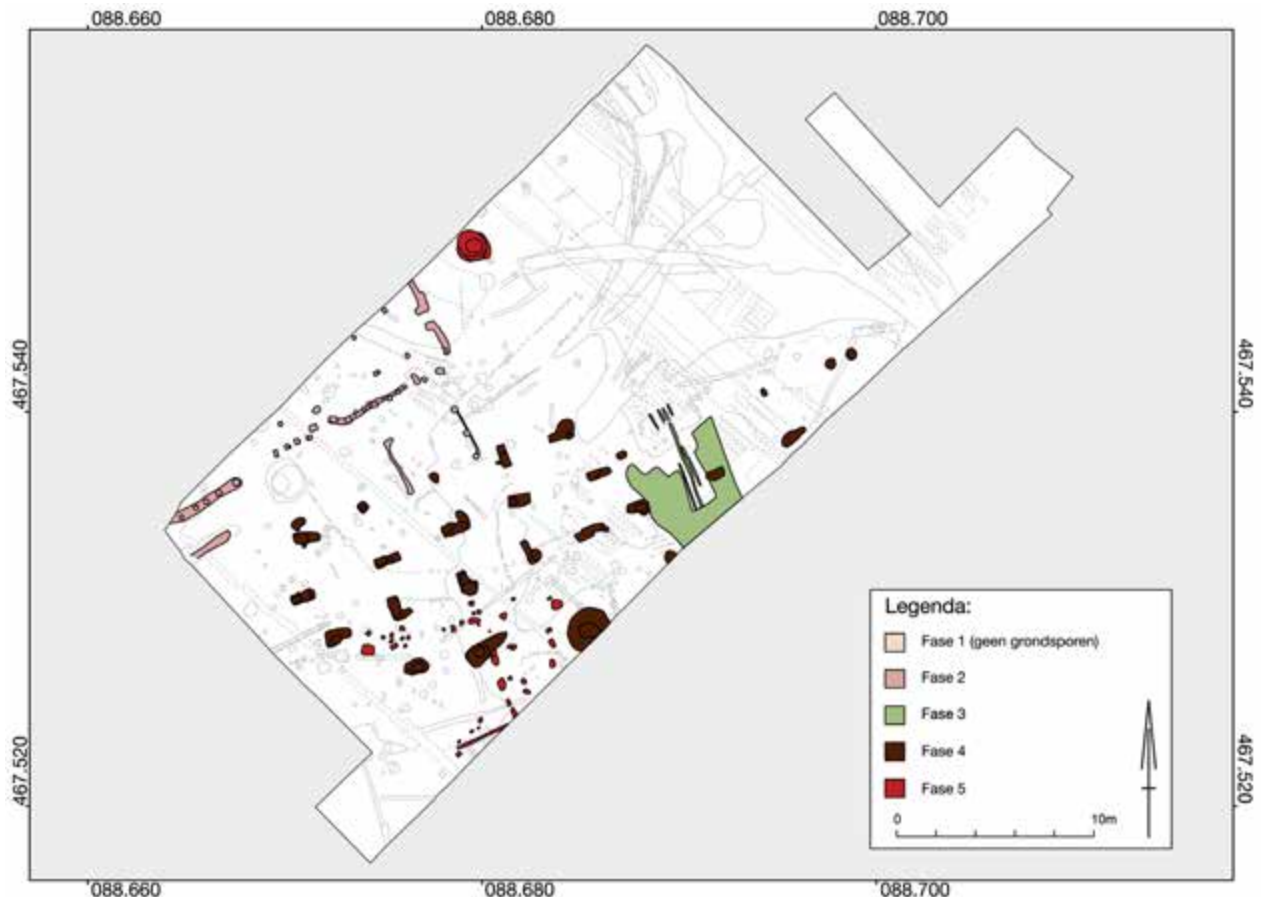 088.660 088.680 088.700
467.540 467.540
467.520 467.520
Legenda:
Fase 1 (geen grondsporen)
Fase 2
Fase 3
Fase 4
Fase 5
0 10m
088.660 088.680 088.700